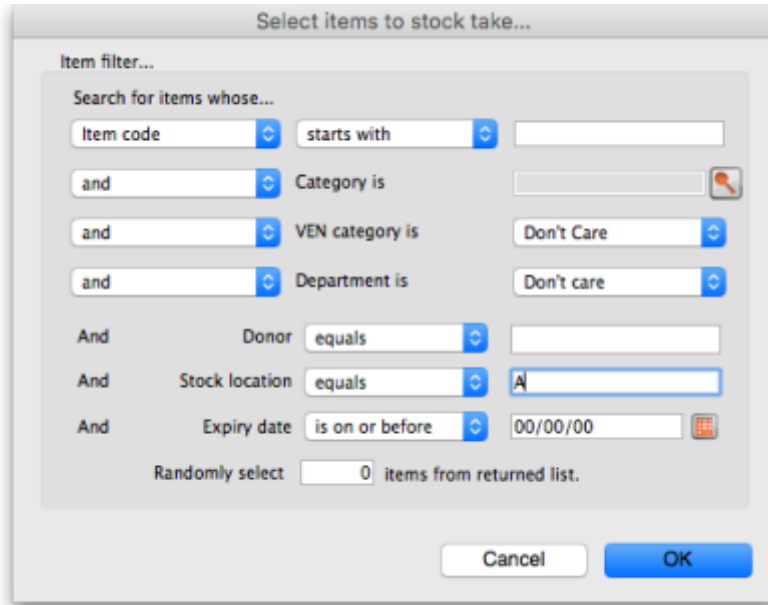 Select items to stock take...
Item filter...
Search for items whose...
Item code starts with
and Category is
and VEN category is Don't Care
and Department is Don't care
And Donor equals
And Stock location equals A
And Expiry date is on or before 00/00/00
Randomly select 0 items from returned list.
Cancel OK